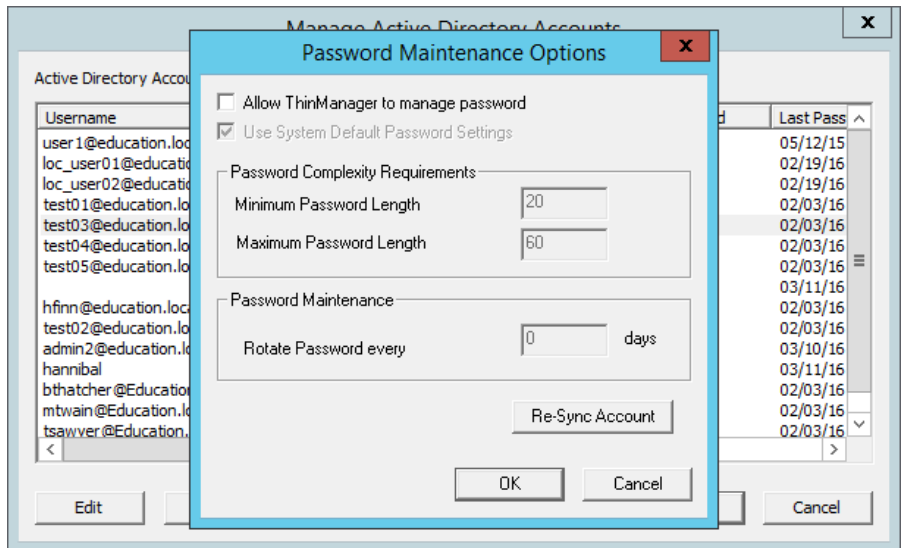 Manage Active Directory Accounts
x
Password Maintenance Options
x
Active Directory Accou
Allow ThinManager to manage password
Use System Default Password Settings
Username
d
Last Pass
user1@education.loc
05/12/15
loc_user01@educatio
02/19/16
loc_user02@educatio
02/19/16
test01@education.lo
02/03/16
test03@education.lo
02/03/16
test04@education.lo
02/03/16
test05@education.lo
02/03/16
03/11/16
hfinn@education.loca
02/03/16
test02@education.lo
02/03/16
admin2@education.lo
03/10/16
hannibal
03/11/16
bthatcher@Education
02/03/16
mtwain@Education.lo
02/03/16
tsawyer@Education.
02/03/16
Password Complexity Requirements
Minimum Password Length
20
Maximum Password Length
60
Password Maintenance
Rotate Password every
0
days
Re-Sync Account
OK
Cancel
Edit
Cancel